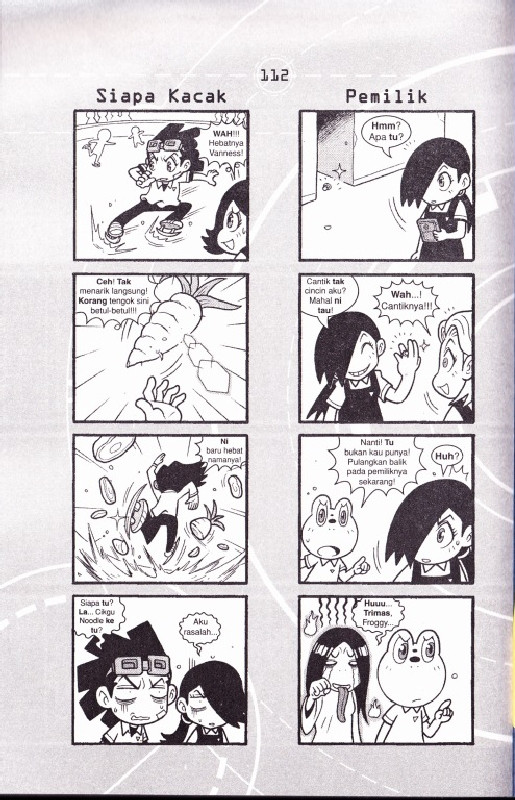 112
Siapa Kacak
WAH!!!
Hebatnya
Vanness!
Ceh! Tak
menarik langsung!
Korang tengok sini
betul-betul!!!!
Ni
baru hebat
namanya!
Siapa tu?
La... Cikgu
Noodle ke
tu?
Aku
rasalah...
Pemilik
Hmm?
Apa tu?
Cantik tak
cincin aku?
Mahal ni
tau!
Wah...!
Cantiknya!!!
Nanti! Tu
bukan kau punya!
Pulangkan balik
pada pemiliknya
sekarang!
Huh?
Huuu...
Trimas,
Froggy...